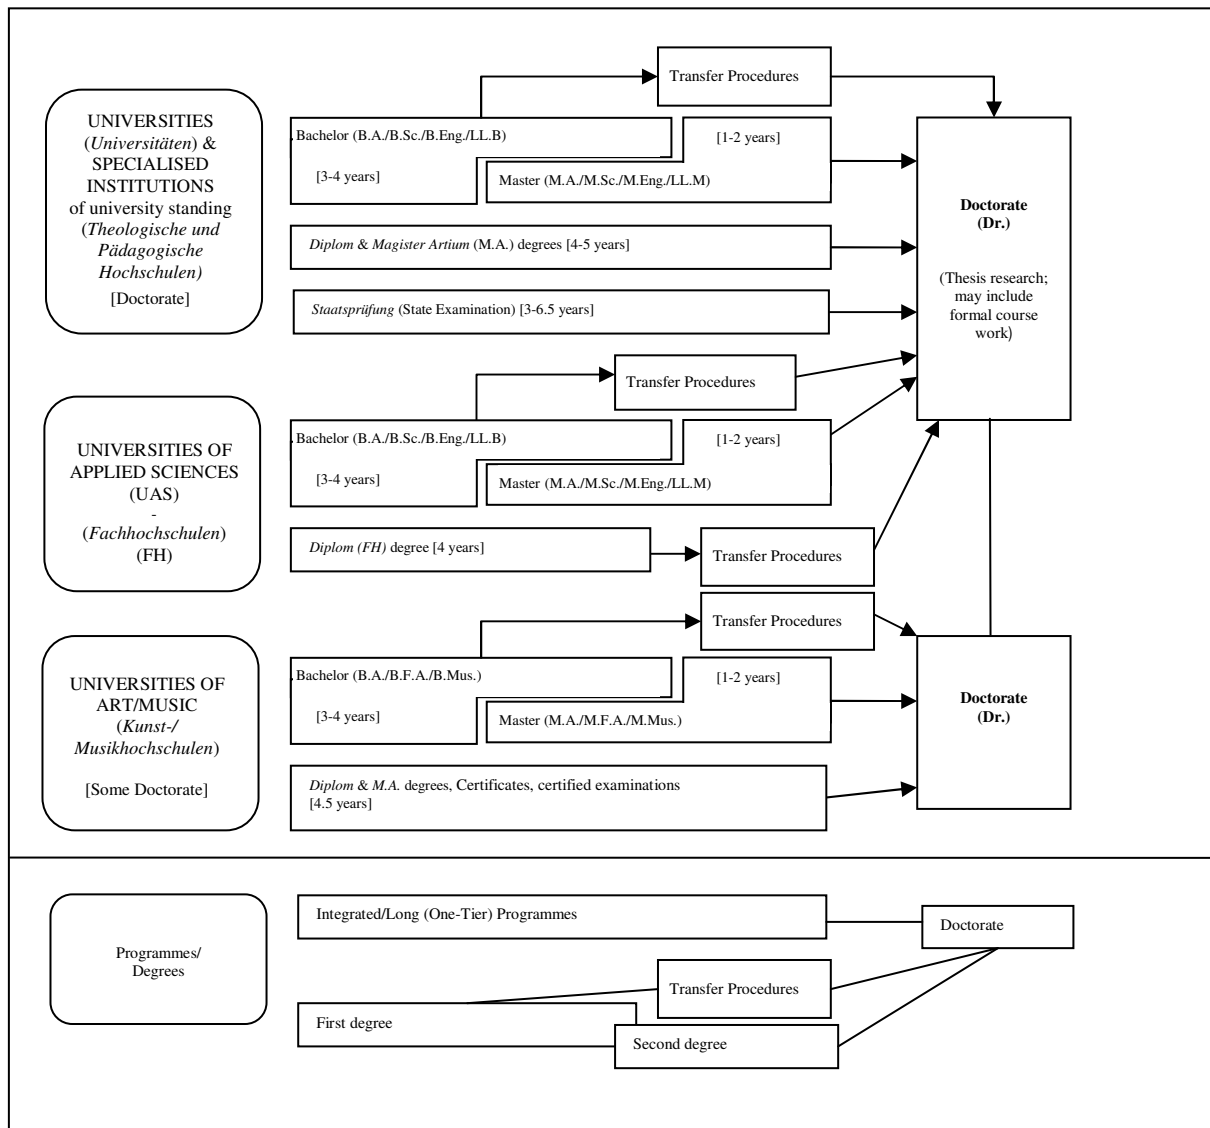 Transfer Procedures
UNIVERSITIES
(Universitäten) &
SPECIALISED
INSTITUTIONS
of university standing
(Theologische und
Pädagogische
Hochschulen)
[Doctorate]
Bachelor (B.A./B.Sc./B.Eng./LL.B)
[3-4 years]
[1-2 years]
Master (M.A./M.Sc./M.Eng./LL.M)
Diplom & Magister Artium (M.A.) degrees [4-5 years]
Staatsprüfung (State Examination) [3-6.5 years]
Doctorate
(Dr.)
(Thesis research;
may include
formal course
work)
Transfer Procedures
UNIVERSITIES OF
APPLIED SCIENCES
(UAS)
-
(Fachhochschulen)
(FH)
Bachelor (B.A./B.Sc./B.Eng./LL.B)
[3-4 years]
[1-2 years]
Master (M.A./M.Sc./M.Eng./LL.M)
Diplom (FH) degree [4 years]
Transfer Procedures
Transfer Procedures
UNIVERSITIES OF
ART/MUSIC
(Kunst-/
Musikhochschulen)
[Some Doctorate]
Bachelor (B.A./B.F.A./B.Mus.)
[3-4 years]
[1-2 years]
Master (M.A./M.F.A./M.Mus.)
Diplom & M.A. degrees, Certificates, certified examinations
[4.5 years]
Doctorate
(Dr.)
Programmes/
Degrees
Integrated/Long (One-Tier) Programmes
Doctorate
Transfer Procedures
First degree
Second degree